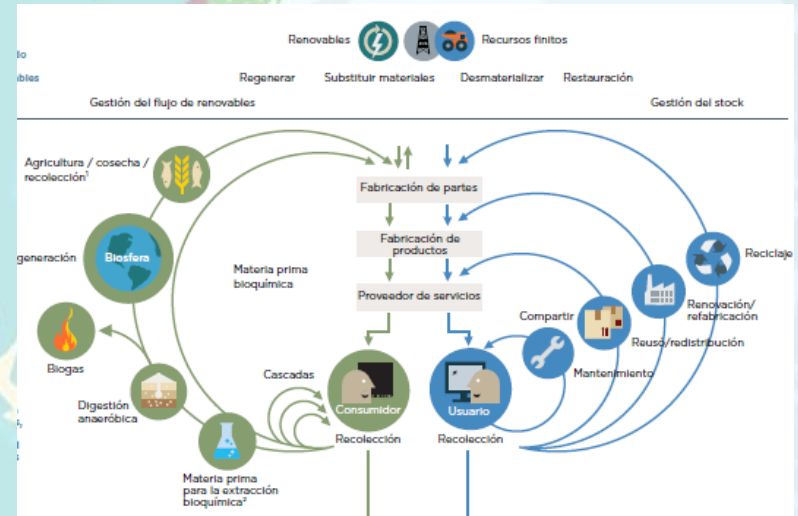 Renovables
Recursos finitos
Regenerar
Substituir materiales
Desmaterializar
Restauración
Gestión del flujo de renovables
Gestión del stock
Agricultura / cosecha /
recolección¹
Biosfera
Biogas
Digestión
anaeróbica
Materia prima
para la extracción
bioquímica²
Materia prima
bioquímica
Cascadas
Fabricación de partes
Fabricación de
productos
Proveedor de servicios
Consumidor
Recolección
Usuario
Recolección
Compartir
Mantenimiento
Reusó/redistribución
Renovación/
refabricación
Reciclaje